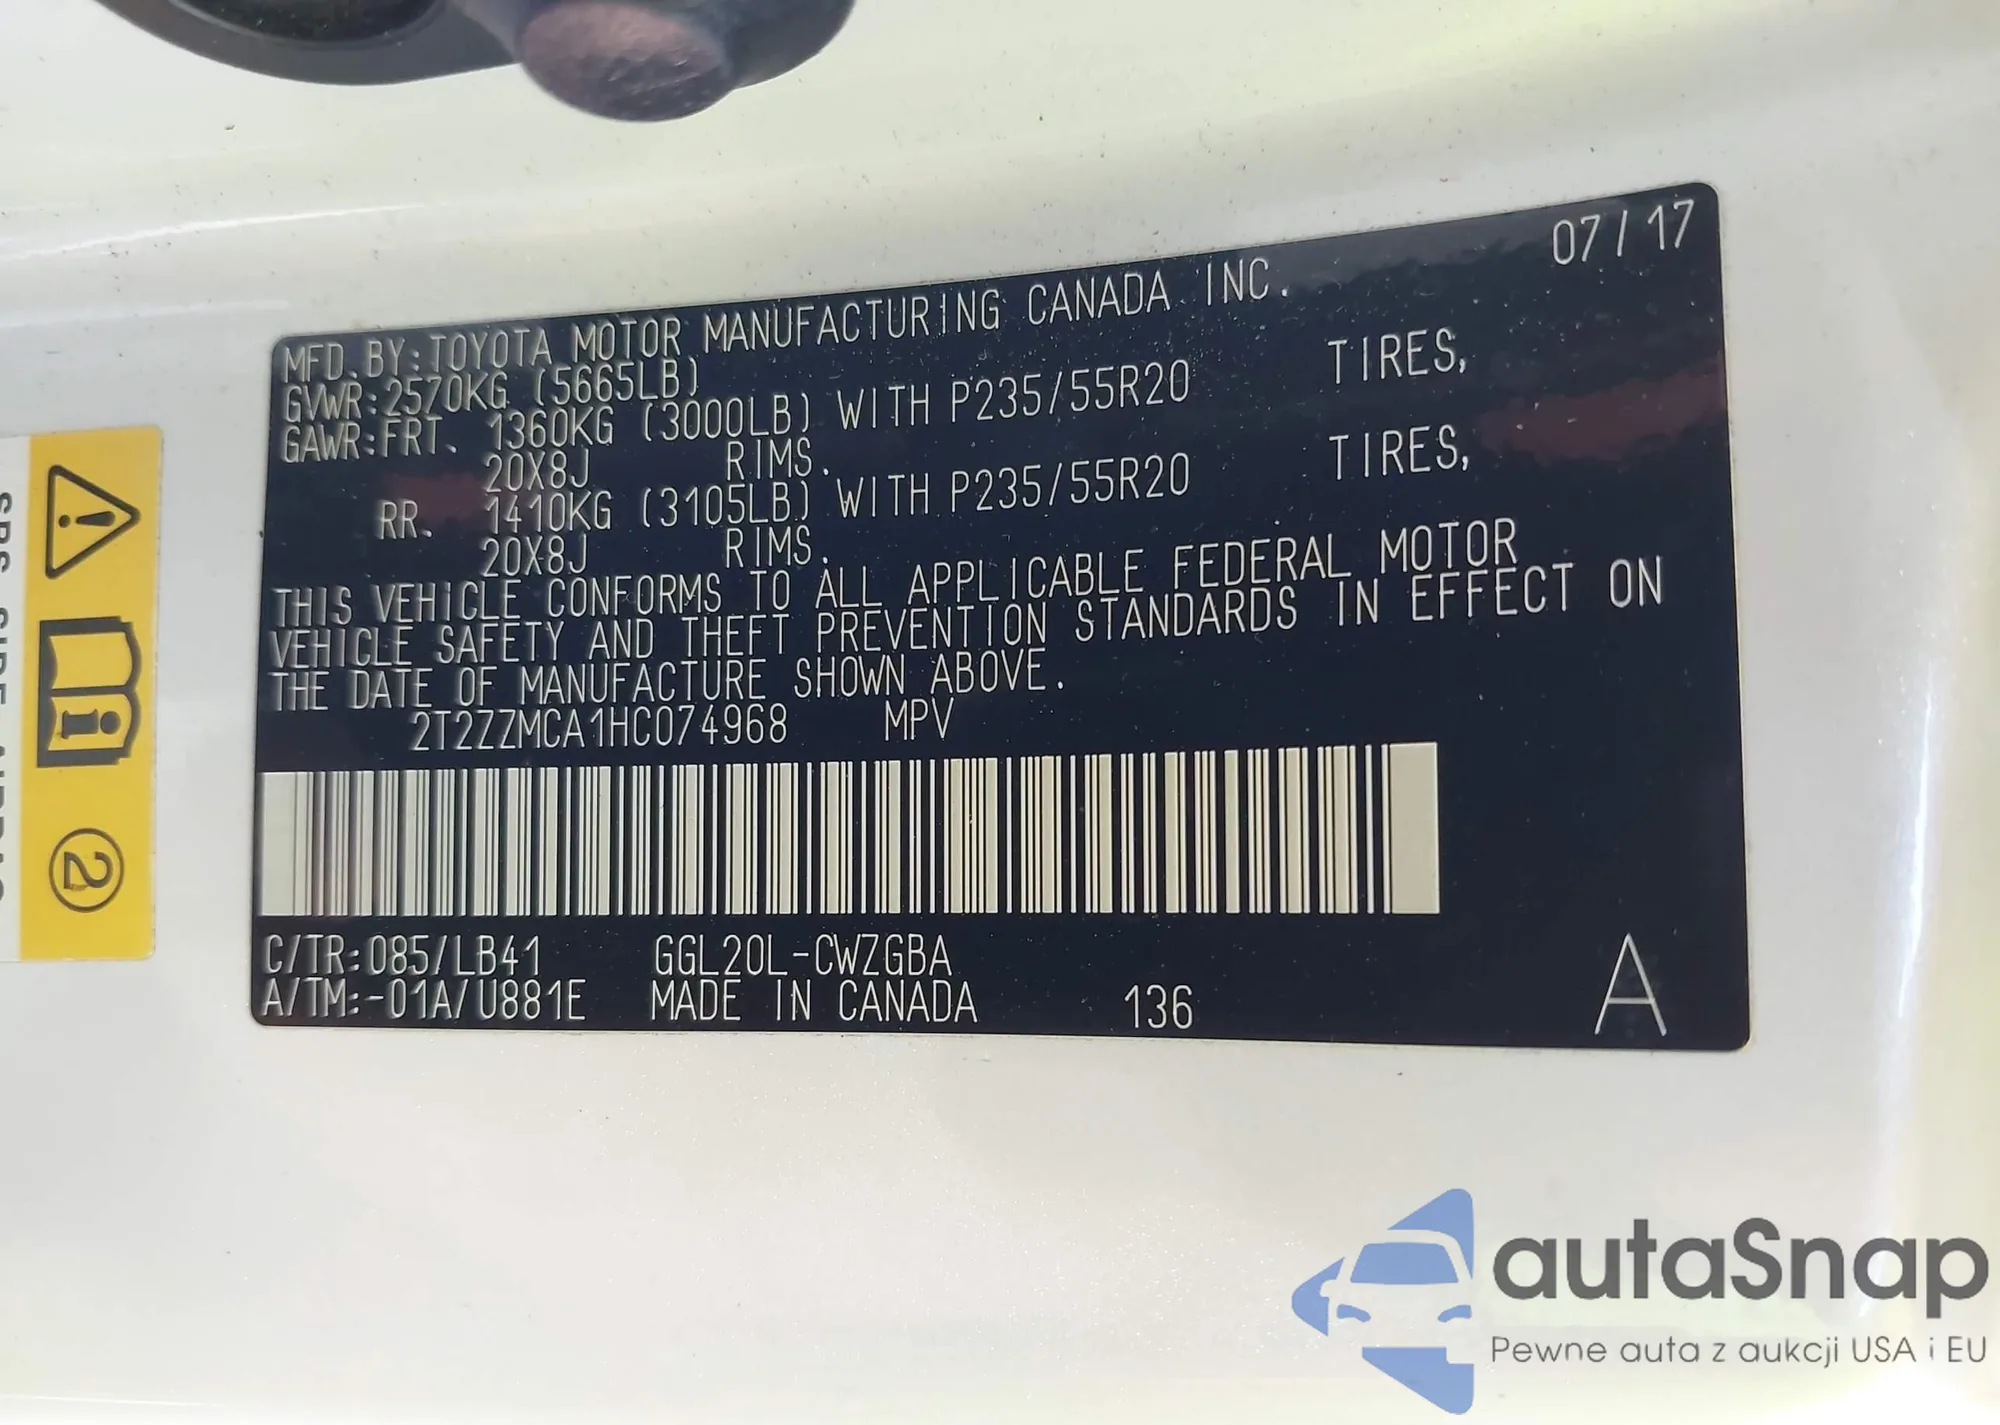 07/17
MFD. BY:TOYOTA MOTOR MANUFACTURING CANADA INC.
GVWR:2570KG (5665LB)
GAWR:FRT. 1360KG (3000LB) WITH P235/55R20 TIRES,
20X8J RIMS.
RR. 1410KG (3105LB) WITH P235/55R20 TIRES,
20X8J RIMS.
THIS VEHICLE CONFORMS TO ALL APPLICABLE FEDERAL MOTOR
VEHICLE SAFETY AND THEFT PREVENTION STANDARDS IN EFFECT ON
THE DATE OF MANUFACTURE SHOWN ABOVE.
2T2ZZMCA1HC074968 MPV
C/TR:085/LB41 GGL20L-CWZGBA
A/TM:-01A/U881E MADE IN CANADA 136 A
2
autaSnap
Pewne auta z aukcji USA i EU